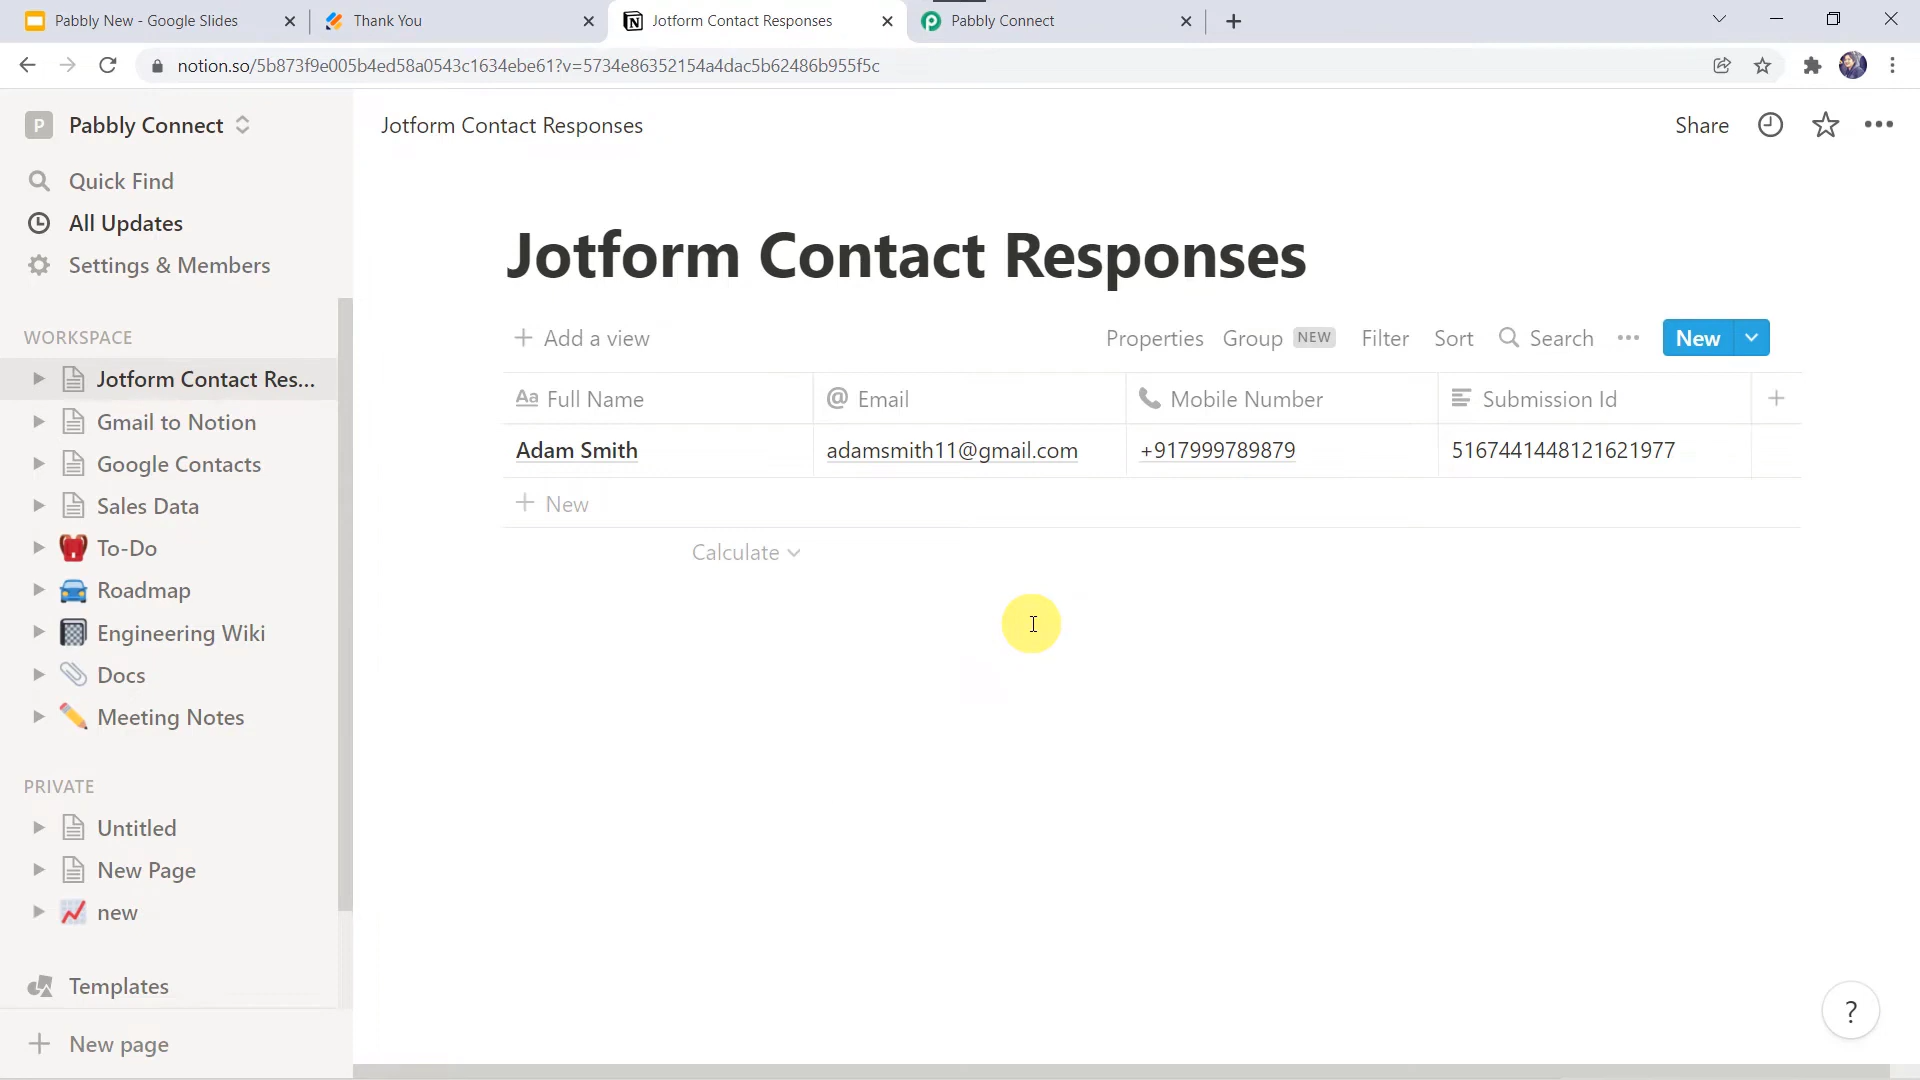 Pabbly New - Google Slides
Thank You
Jotform Contact Responses
Pabbly Connect
notion.so/5b873f9e005b4ed58a0543c1634ebe61?v=5734e86352154a4dac5b62486b955f5c
P Pabbly Connect
Jotform Contact Responses
Share
Quick Find
All Updates
Settings & Members
WORKSPACE
Jotform Contact Res...
Gmail to Notion
Google Contacts
Sales Data
To-Do
Roadmap
Engineering Wiki
Docs
Meeting Notes
PRIVATE
Untitled
New Page
new
Templates
New page
Jotform Contact Responses
Add a view
Properties Group NEW Filter Sort Search New
Aa Full Name @ Email Mobile Number Submission Id
Adam Smith adamsmith11@gmail.com +917999789879 5167441448121621977
New
Calculate
?